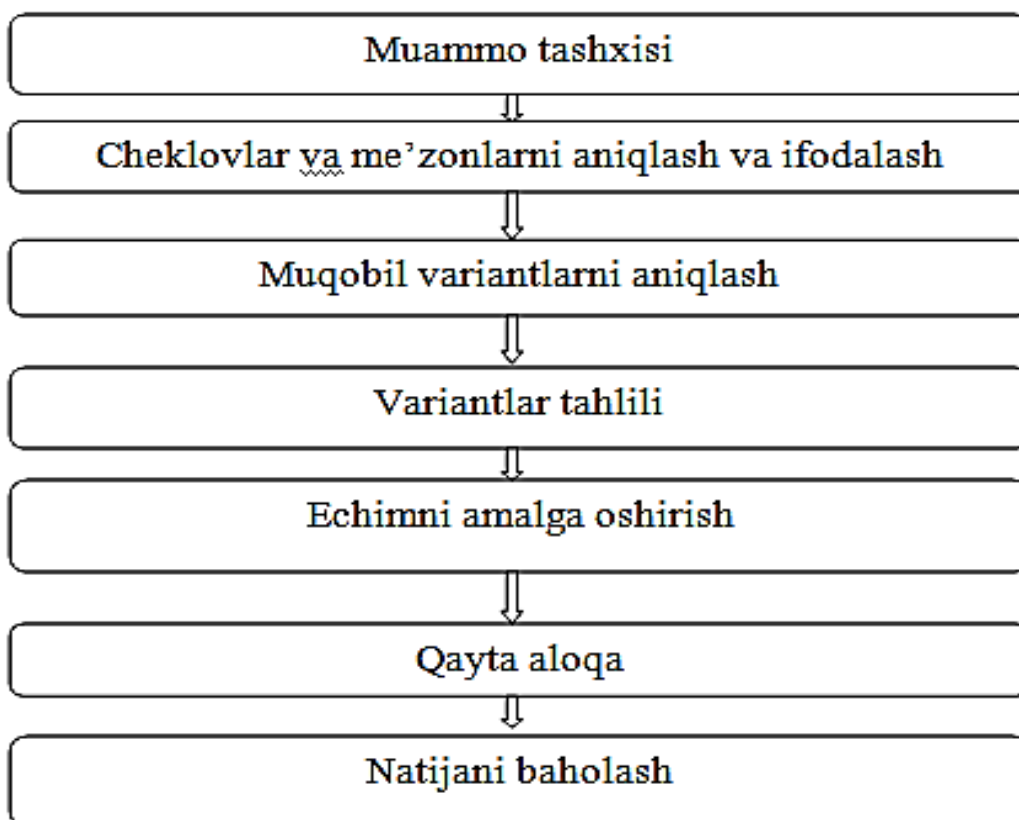 Muammo tashxisi
Cheklovlar va me’zonlarni aniqlash va ifodalash
Muqobil variantlarni aniqlash
Variantlar tahlili
Echimni amalga oshirish
Qayta aloqa
Natijani baholash